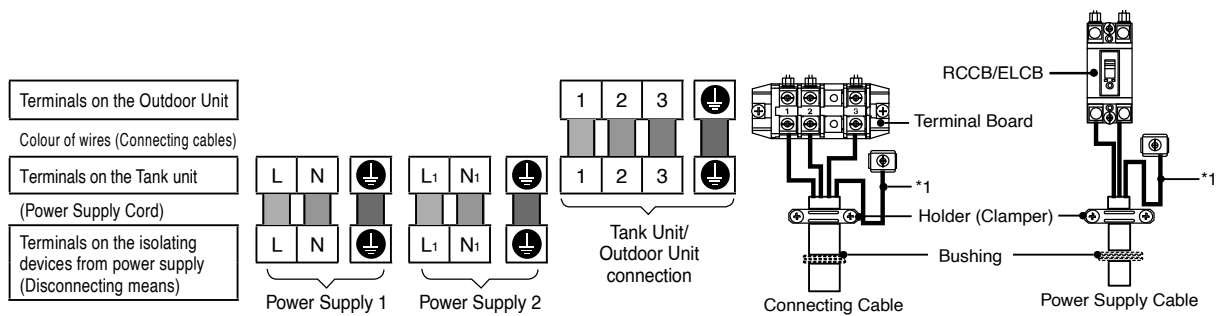 Terminals on the Outdoor Unit
Colour of wires (Connecting cables)
Terminals on the Tank unit
(Power Supply Cord)
Terminals on the isolating
devices from power supply
(Disconnecting means)
L N
L N
Power Supply 1
L1 N1
L1 N1
Power Supply 2
1 2 3
1 2 3
Tank Unit/
Outdoor Unit
connection
1 2 3
Terminal Board
*1
Holder (Clamper)
Bushing
Connecting Cable
RCCB/ELCB
*1
Power Supply Cable